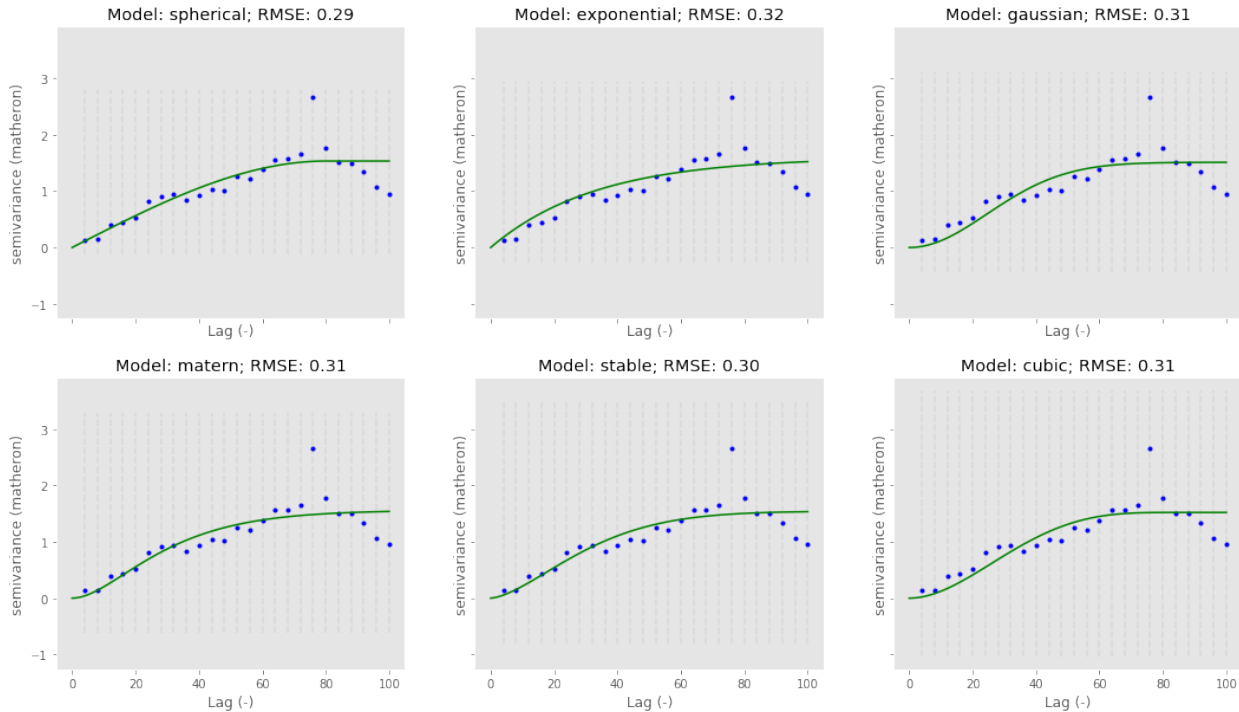 Model: spherical; RMSE: 0.29
Model: exponential; RMSE: 0.32
Model: gaussian; RMSE: 0.31
semivariance (matheron)
3
2
1
0
−1
Lag (-)
semivariance (matheron)
Lag (-)
semivariance (matheron)
Lag (-)
Model: matern; RMSE: 0.31
Model: stable; RMSE: 0.30
Model: cubic; RMSE: 0.31
semivariance (matheron)
3
2
1
0
−1
0 20 40 60 80 100
Lag (-)
semivariance (matheron)
0 20 40 60 80 100
Lag (-)
semivariance (matheron)
0 20 40 60 80 100
Lag (-)